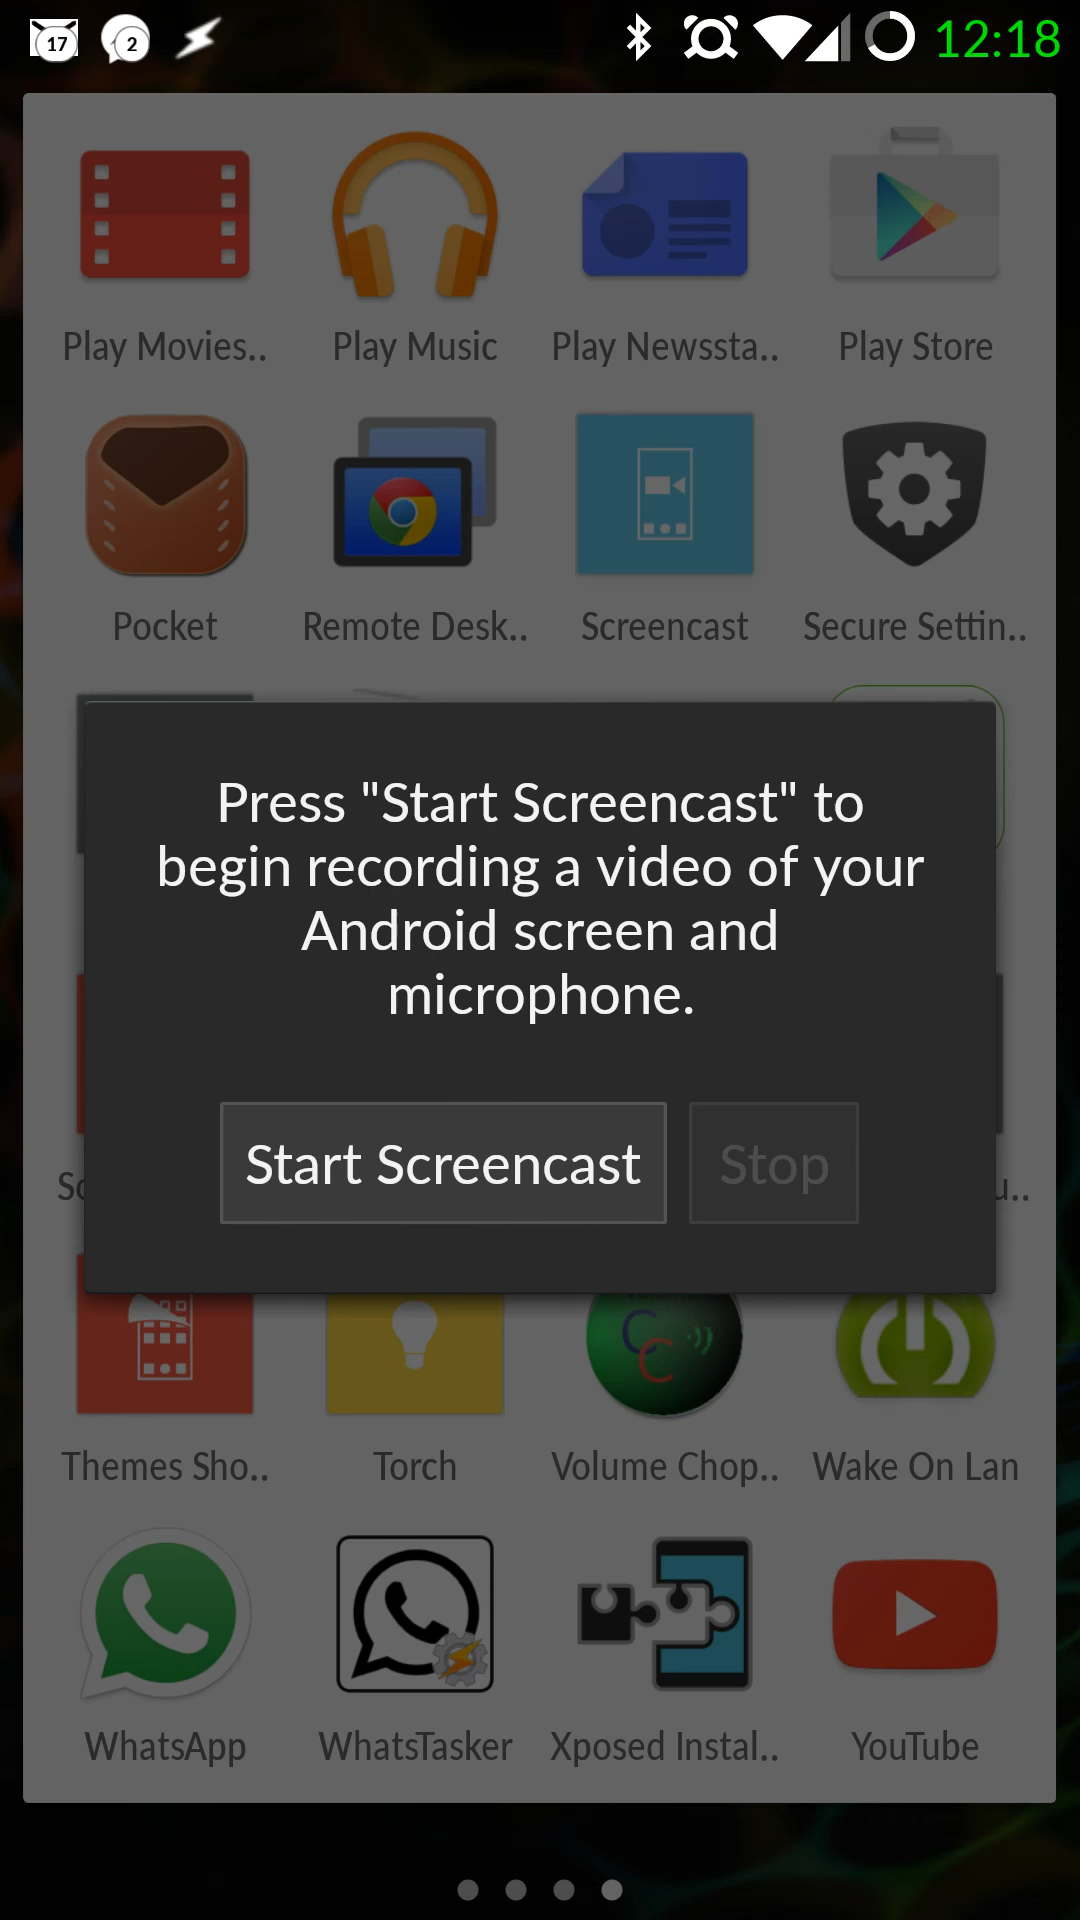 17 2 12:18
Play Movies.. Play Music Play Newssta.. Play Store
Pocket Remote Desk.. Screencast Secure Settin..
Press "Start Screencast" to
begin recording a video of your
Android screen and
microphone.
Start Screencast Stop
Themes Sho.. Torch Volume Chop.. Wake On Lan
WhatsApp WhatsTasker Xposed Instal.. YouTube